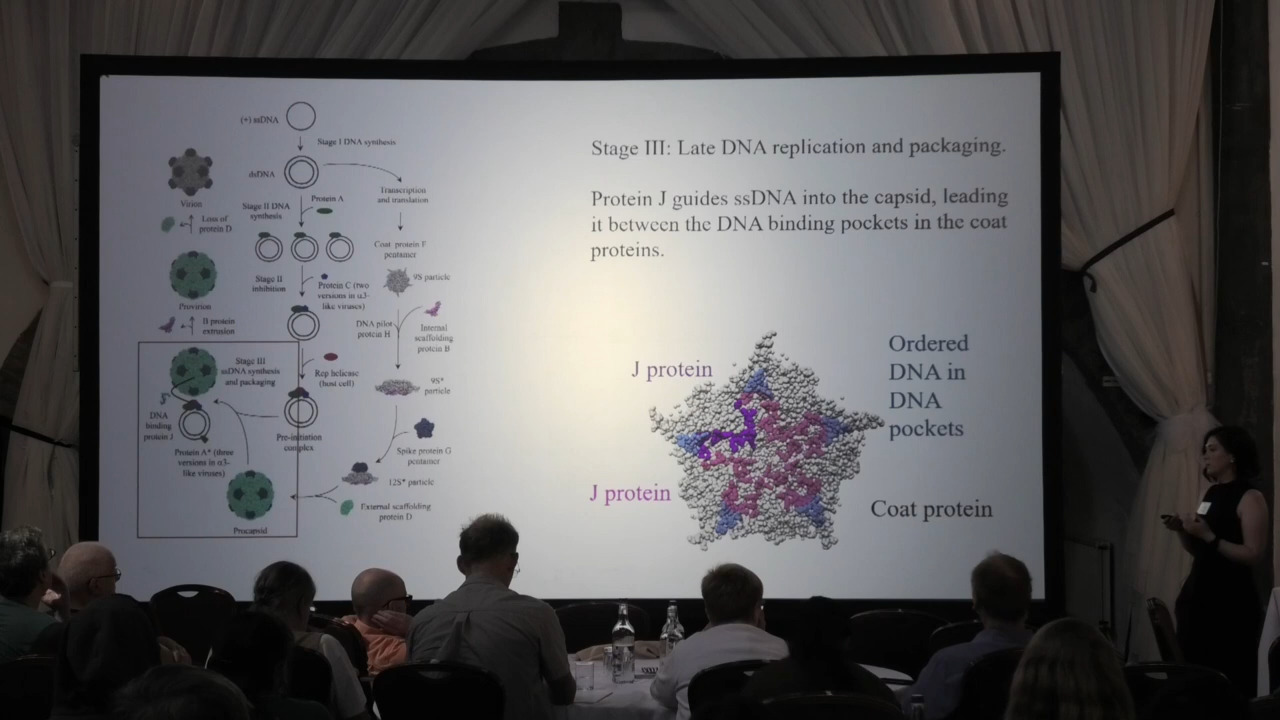 (+) ssDNA
Stage I DNA synthesis
dsDNA
Transcription
and translation
Virion
Protein A
Stage II DNA
synthesis
Loss of
protein D
Coat protein F
pentamer
9S particle
Stage II
inhibition
Protein C (two
versions in α3-
like viruses)
Provirion
H protein
extrusion
DNA pilot
protein H
Internal
scaffolding
protein B
Stage III
ssDNA synthesis
and packaging
Rep helicase
(host cell)
9S*
particle
DNA
binding
protein J
Pre-initiation
complex
Protein A* (three
versions in α3-
like viruses)
Spike protein G
pentamer
12S* particle
External scaffolding
protein D
Procapsid
Stage III: Late DNA replication and packaging.
Protein J guides ssDNA into the capsid, leading
it between the DNA binding pockets in the coat
proteins.
J protein
Ordered
DNA in
DNA
pockets
J protein
Coat protein